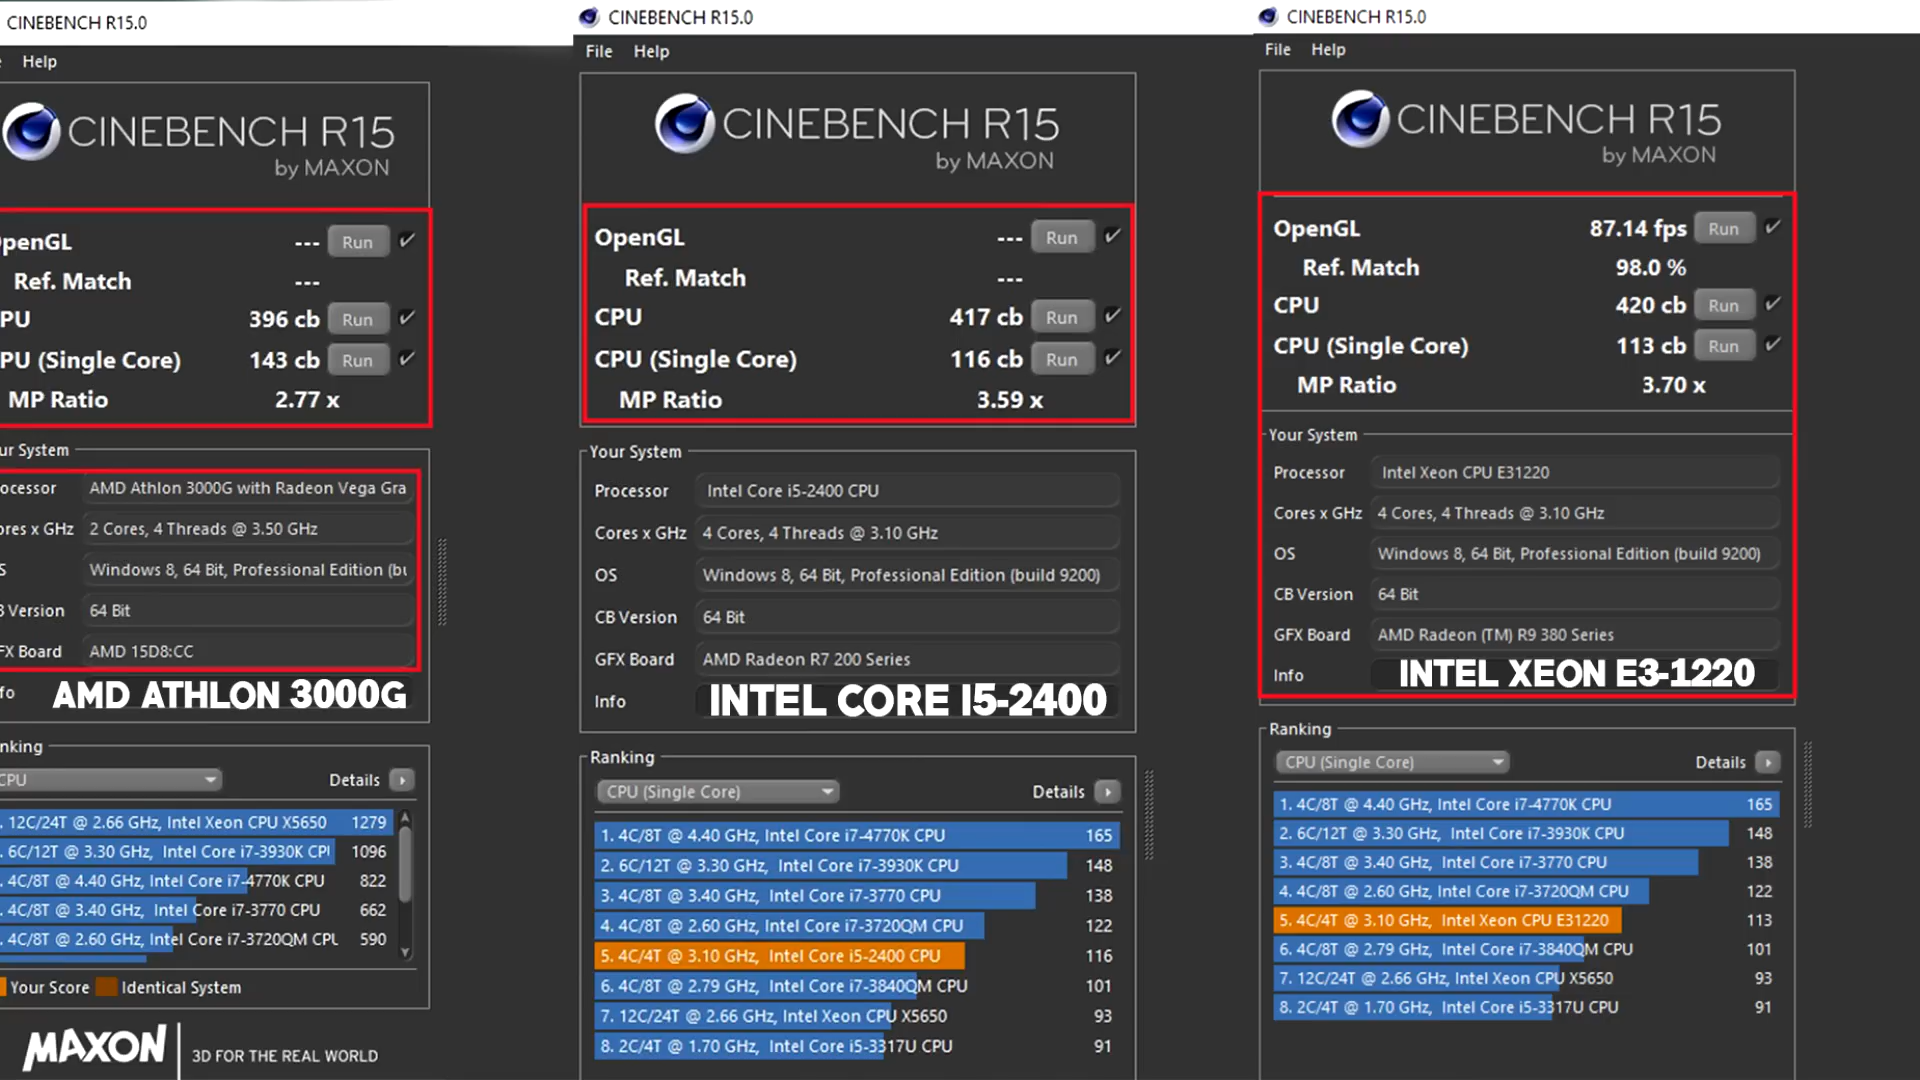 CINEBENCH R15.0
Help
CINEBENCH R15
by MAXON
penGL --- Run
Ref. Match ---
PU 396 cb Run
PU (Single Core) 143 cb Run
MP Ratio 2.77 x
ur System
ocessor AMD Athlon 3000G with Radeon Vega Gra
ores x GHz 2 Cores, 4 Threads @ 3.50 GHz
S Windows 8, 64 Bit, Professional Edition (bu
B Version 64 Bit
FX Board AMD 15D8:CC
fo AMD ATHLON 3000G
nking
CPU Details
. 12C/24T @ 2.66 GHz, Intel Xeon CPU X5650 1279
. 6C/12T @ 3.30 GHz, Intel Core i7-3930K CPU 1096
. 4C/8T @ 4.40 GHz, Intel Core i7-4770K CPU 822
. 4C/8T @ 3.40 GHz, Intel Core i7-3770 CPU 662
. 4C/8T @ 2.60 GHz, Intel Core i7-3720QM CPU 590
Your Score Identical System
MAXON 3D FOR THE REAL WORLD
CINEBENCH R15.0
File Help
CINEBENCH R15
by MAXON
OpenGL --- Run
Ref. Match ---
CPU 417 cb Run
CPU (Single Core) 116 cb Run
MP Ratio 3.59 x
Your System
Processor Intel Core i5-2400 CPU
Cores x GHz 4 Cores, 4 Threads @ 3.10 GHz
OS Windows 8, 64 Bit, Professional Edition (build 9200)
CB Version 64 Bit
GFX Board AMD Radeon R7 200 Series
Info INTEL CORE I5-2400
Ranking
CPU (Single Core) Details
1. 4C/8T @ 4.40 GHz, Intel Core i7-4770K CPU 165
2. 6C/12T @ 3.30 GHz, Intel Core i7-3930K CPU 148
3. 4C/8T @ 3.40 GHz, Intel Core i7-3770 CPU 138
4. 4C/8T @ 2.60 GHz, Intel Core i7-3720QM CPU 122
5. 4C/4T @ 3.10 GHz, Intel Core i5-2400 CPU 116
6. 4C/8T @ 2.79 GHz, Intel Core i7-3840QM CPU 101
7. 12C/24T @ 2.66 GHz, Intel Xeon CPU X5650 93
8. 2C/4T @ 1.70 GHz, Intel Core i5-3317U CPU 91
CINEBENCH R15.0
File Help
CINEBENCH R15
by MAXON
OpenGL 87.14 fps Run
Ref. Match 98.0 %
CPU 420 cb Run
CPU (Single Core) 113 cb Run
MP Ratio 3.70 x
Your System
Processor Intel Xeon CPU E31220
Cores x GHz 4 Cores, 4 Threads @ 3.10 GHz
OS Windows 8, 64 Bit, Professional Edition (build 9200)
CB Version 64 Bit
GFX Board AMD Radeon (TM) R9 380 Series
Info INTEL XEON E3-1220
Ranking
CPU (Single Core) Details
1. 4C/8T @ 4.40 GHz, Intel Core i7-4770K CPU 165
2. 6C/12T @ 3.30 GHz, Intel Core i7-3930K CPU 148
3. 4C/8T @ 3.40 GHz, Intel Core i7-3770 CPU 138
4. 4C/8T @ 2.60 GHz, Intel Core i7-3720QM CPU 122
5. 4C/4T @ 3.10 GHz, Intel Xeon CPU E31220 113
6. 4C/8T @ 2.79 GHz, Intel Core i7-3840QM CPU 101
7. 12C/24T @ 2.66 GHz, Intel Xeon CPU X5650 93
8. 2C/4T @ 1.70 GHz, Intel Core i5-3317U CPU 91